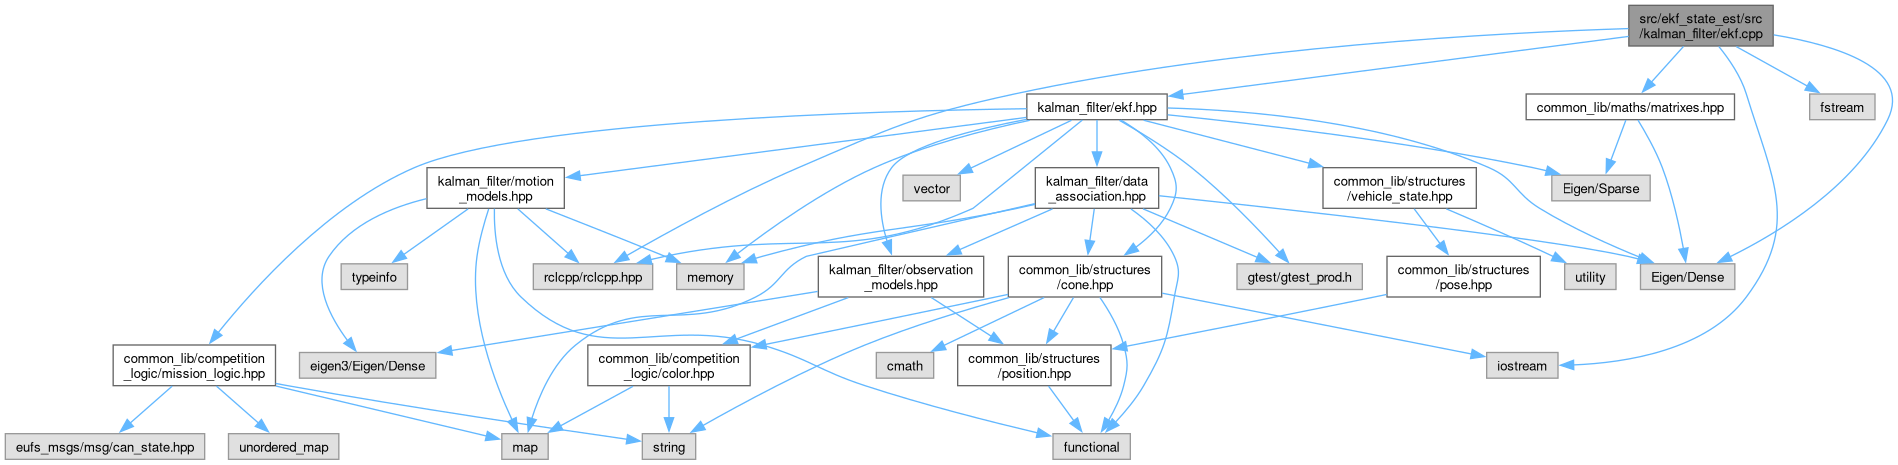 src/ekf_state_est/src
/kalman_filter/ekf.cpp
kalman_filter/ekf.hpp
common_lib/maths/matrixes.hpp
fstream
kalman_filter/motion
_models.hpp
vector
kalman_filter/data
_association.hpp
common_lib/structures
/vehicle_state.hpp
Eigen/Sparse
typeinfo
rclcpp/rclcpp.hpp
memory
kalman_filter/observation
_models.hpp
common_lib/structures
/cone.hpp
gtest/gtest_prod.h
common_lib/structures
/pose.hpp
utility
Eigen/Dense
common_lib/competition
_logic/mission_logic.hpp
eigen3/Eigen/Dense
common_lib/competition
_logic/color.hpp
cmath
common_lib/structures
/position.hpp
iostream
eufs_msgs/msg/can_state.hpp
unordered_map
map
string
functional